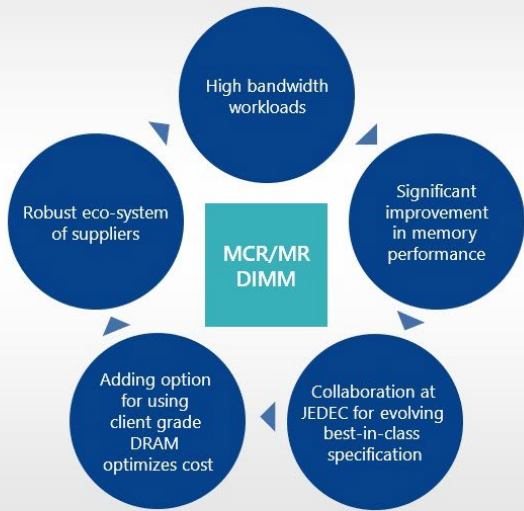 High bandwidth
workloads
Significant
improvement
in memory
performance
Collaboration at
JEDEC for evolving
best-in-class
specification
Adding option
for using
client grade
DRAM
optimizes cost
Robust eco-system
of suppliers
MCR/MR
DIMM